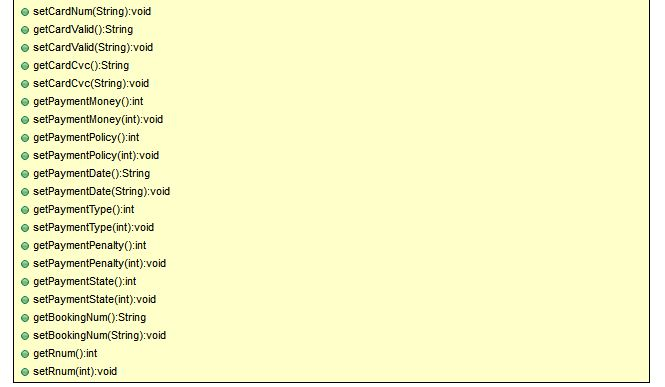 setCardNum(String):void
getCardValid():String
setCardValid(String):void
getCardCvc():String
setCardCvc(String):void
getPaymentMoney():int
setPaymentMoney(int):void
getPaymentPolicy():int
setPaymentPolicy(int):void
getPaymentDate():String
setPaymentDate(String):void
getPaymentType():int
setPaymentType(int):void
getPaymentPenalty():int
setPaymentPenalty(int):void
getPaymentState():int
setPaymentState(int):void
getBookingNum():String
setBookingNum(String):void
getRnum():int
setRnum(int):void